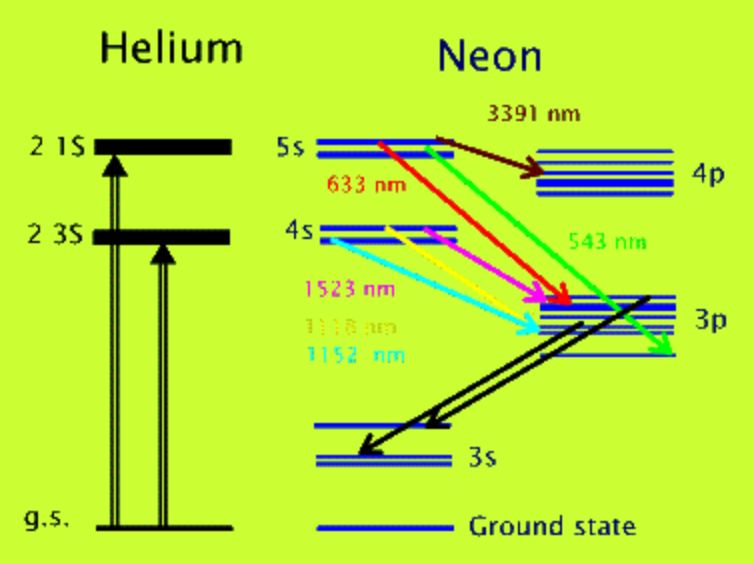 Helium
Neon
3391 nm
2 1S
5s
4p
633 nm
2 3S
4s
543 nm
1523 nm
3p
1118 nm
1152 nm
3s
g.s.
Ground state